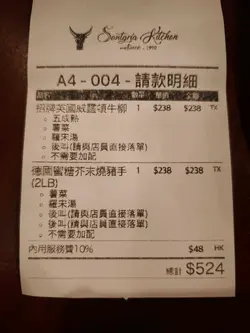 Santorja Kitchen
A4 - 004 - 請款明細
招牌英國威靈頓牛柳 1 $238 $238 TX
五成熟
薯菜
羅宋湯
後叫(請與店員直接落單)
不需要加配
德國蜜糖芥末燒豬手 1 $238 $238 TX
(2LB)
薯菜
羅宋湯
後叫(請與店員直接落單)
後叫(請與店員直接落單)
不需要加配
內用服務費10% $48 HK
總計 $524